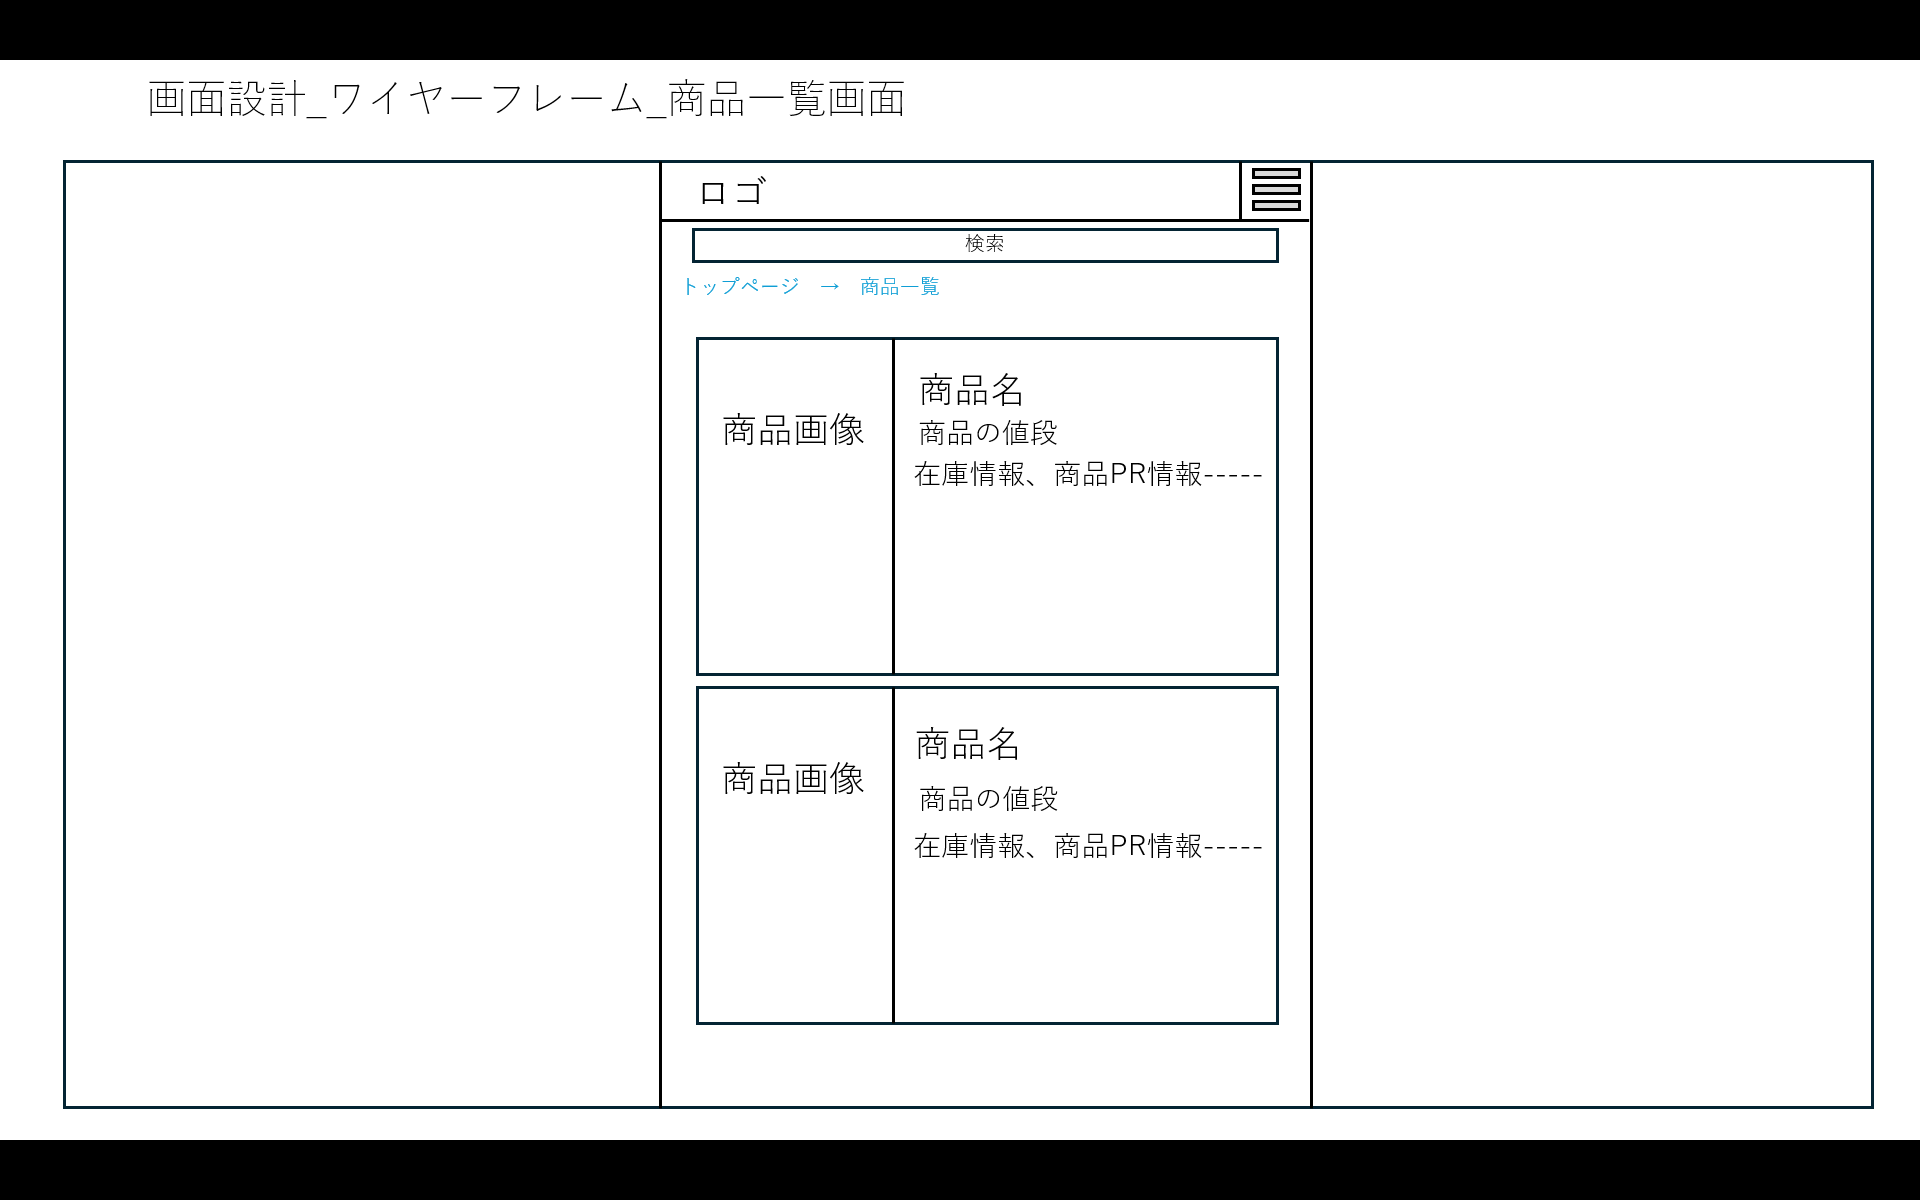 画面設計_ワイヤーフレーム_商品一覧画面
ロゴ
検索
トップページ　→　商品一覧
商品画像
商品名
商品の値段
在庫情報、商品PR情報-----
商品画像
商品名
商品の値段
在庫情報、商品PR情報-----